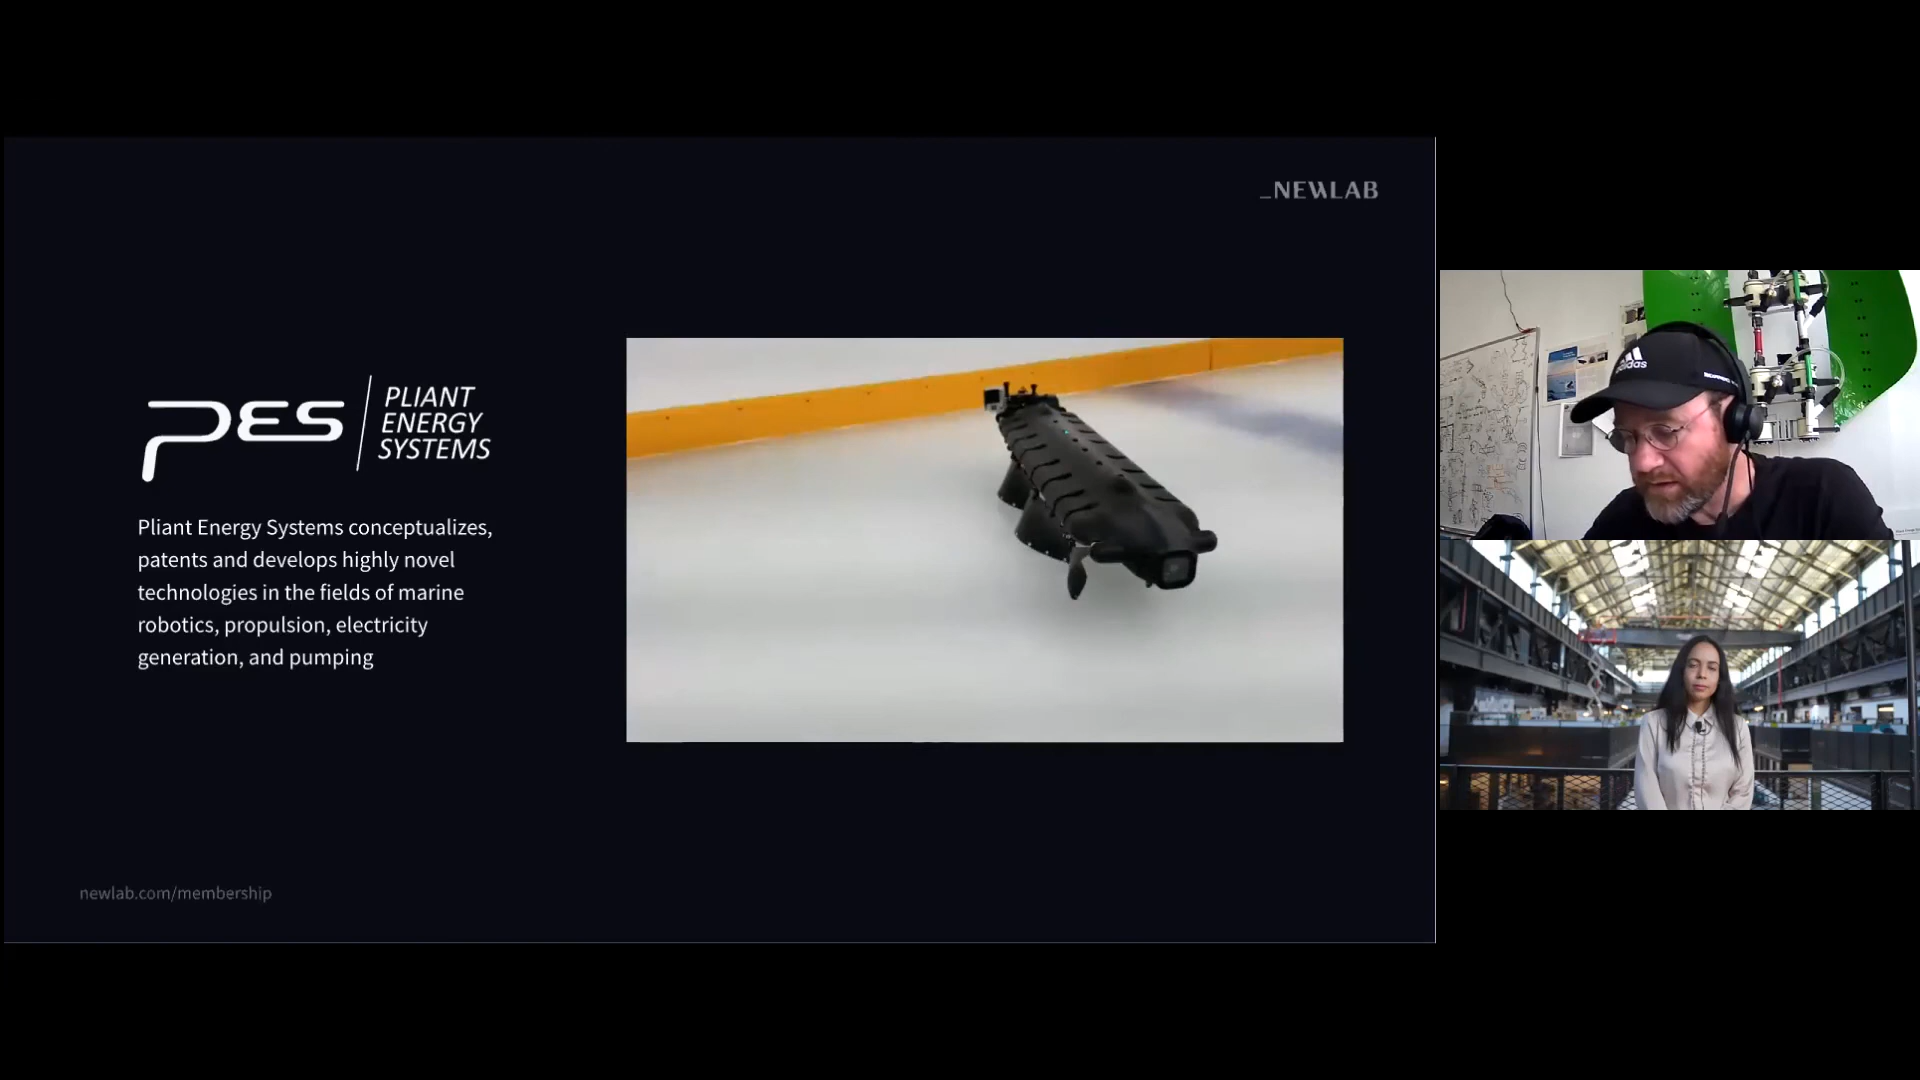 _NEWLAB
PES
PLIANT
ENERGY
SYSTEMS
Pliant Energy Systems conceptualizes,
patents and develops highly novel
technologies in the fields of marine
robotics, propulsion, electricity
generation, and pumping
newlab.com/membership
adidas